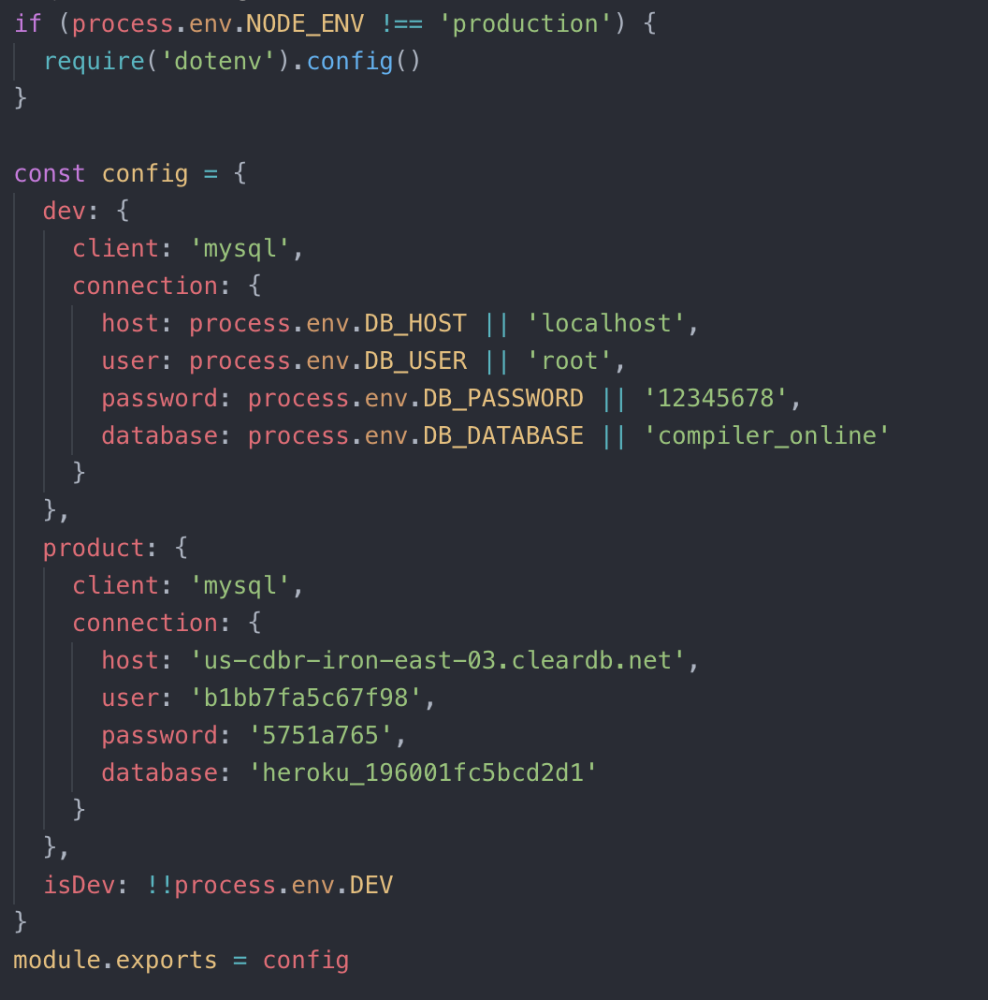 if (process.env.NODE_ENV !== 'production') {
  require('dotenv').config()
}

const config = {
  dev: {
    client: 'mysql',
    connection: {
      host: process.env.DB_HOST || 'localhost',
      user: process.env.DB_USER || 'root',
      password: process.env.DB_PASSWORD || '12345678',
      database: process.env.DB_DATABASE || 'compiler_online'
    }
  },
  product: {
    client: 'mysql',
    connection: {
      host: 'us-cdbr-iron-east-03.cleardb.net',
      user: 'b1bb7fa5c67f98',
      password: '5751a765',
      database: 'heroku_196001fc5bcd2d1'
    }
  },
  isDev: !!process.env.DEV
}
module.exports = config